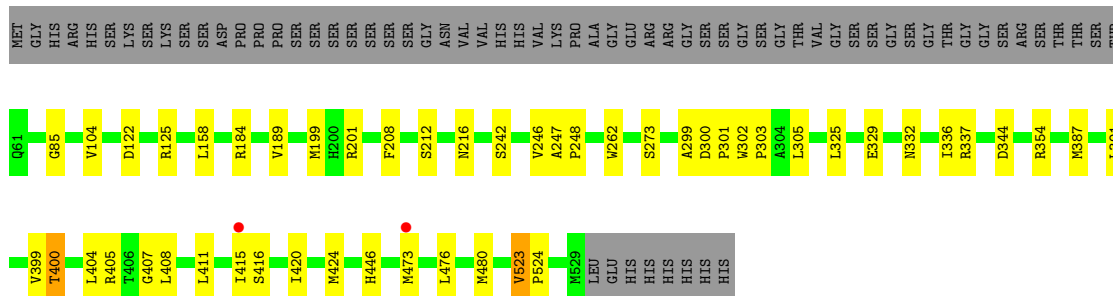 MET GLY HIS ARG HIS SER LYS SER LYS SER SER ASP PRO PRO PRO SER SER SER SER SER GLY ASN VAL VAL HIS HIS VAL LYS PRO ALA GLY GLU ARG ARG GLY SER SER GLY SER GLY THR VAL GLY SER SER GLY SER GLY THR GLY GLY SER ARG SER THR THR SER
Q61 G85 V104 D122 R125 L158 R184 V189 M199 H200 R201 F208 S212 N216 S242 V246 A247 P248 W262 S273 A299 D300 P301 W302 P303 A304 L305 L325 E329 N332 I336 R337 D344 R354 M387
V399 T400 L404 R405 T406 G407 L408 L411 I415 S416 I420 M424 H446 M473 L476 M480 V523 P524 M529 LEU GLU HIS HIS HIS HIS HIS HIS